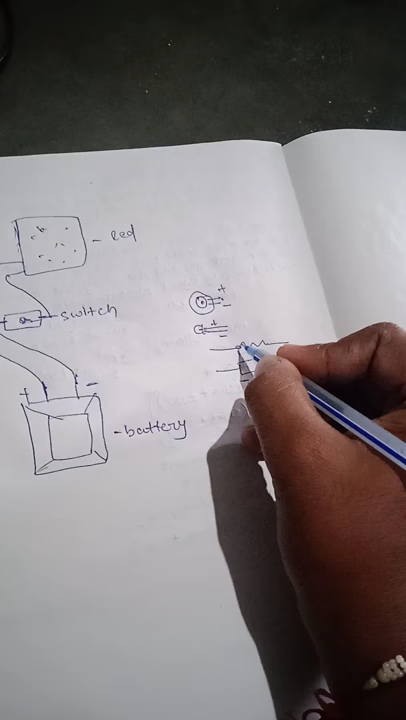 - led
- switch
+ -
- battery
+
-
+
-